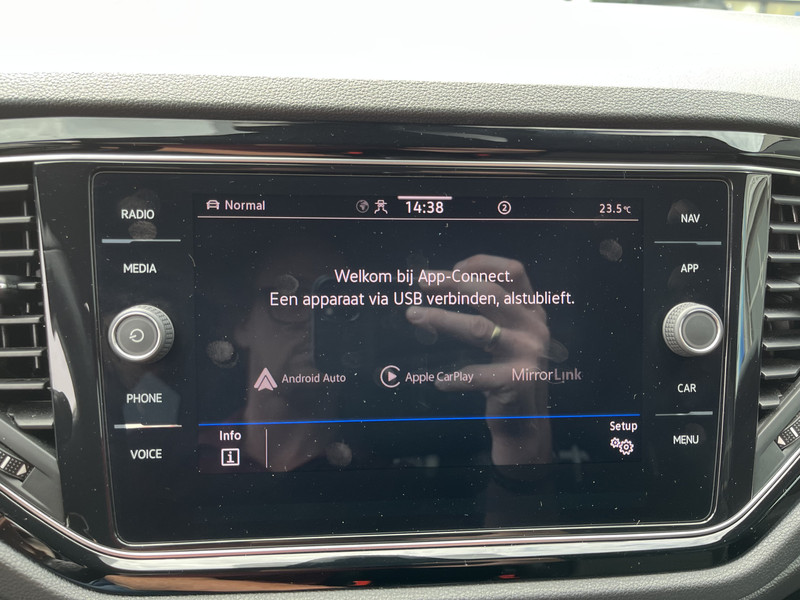 RADIO
MEDIA
PHONE
VOICE
Normal
14:38
2
23.5°C
Welkom bij App-Connect.
Een apparaat via USB verbinden, alstublieft.
Android Auto
Apple CarPlay
MirrorLink
Info
i
Setup
NAV
APP
CAR
MENU